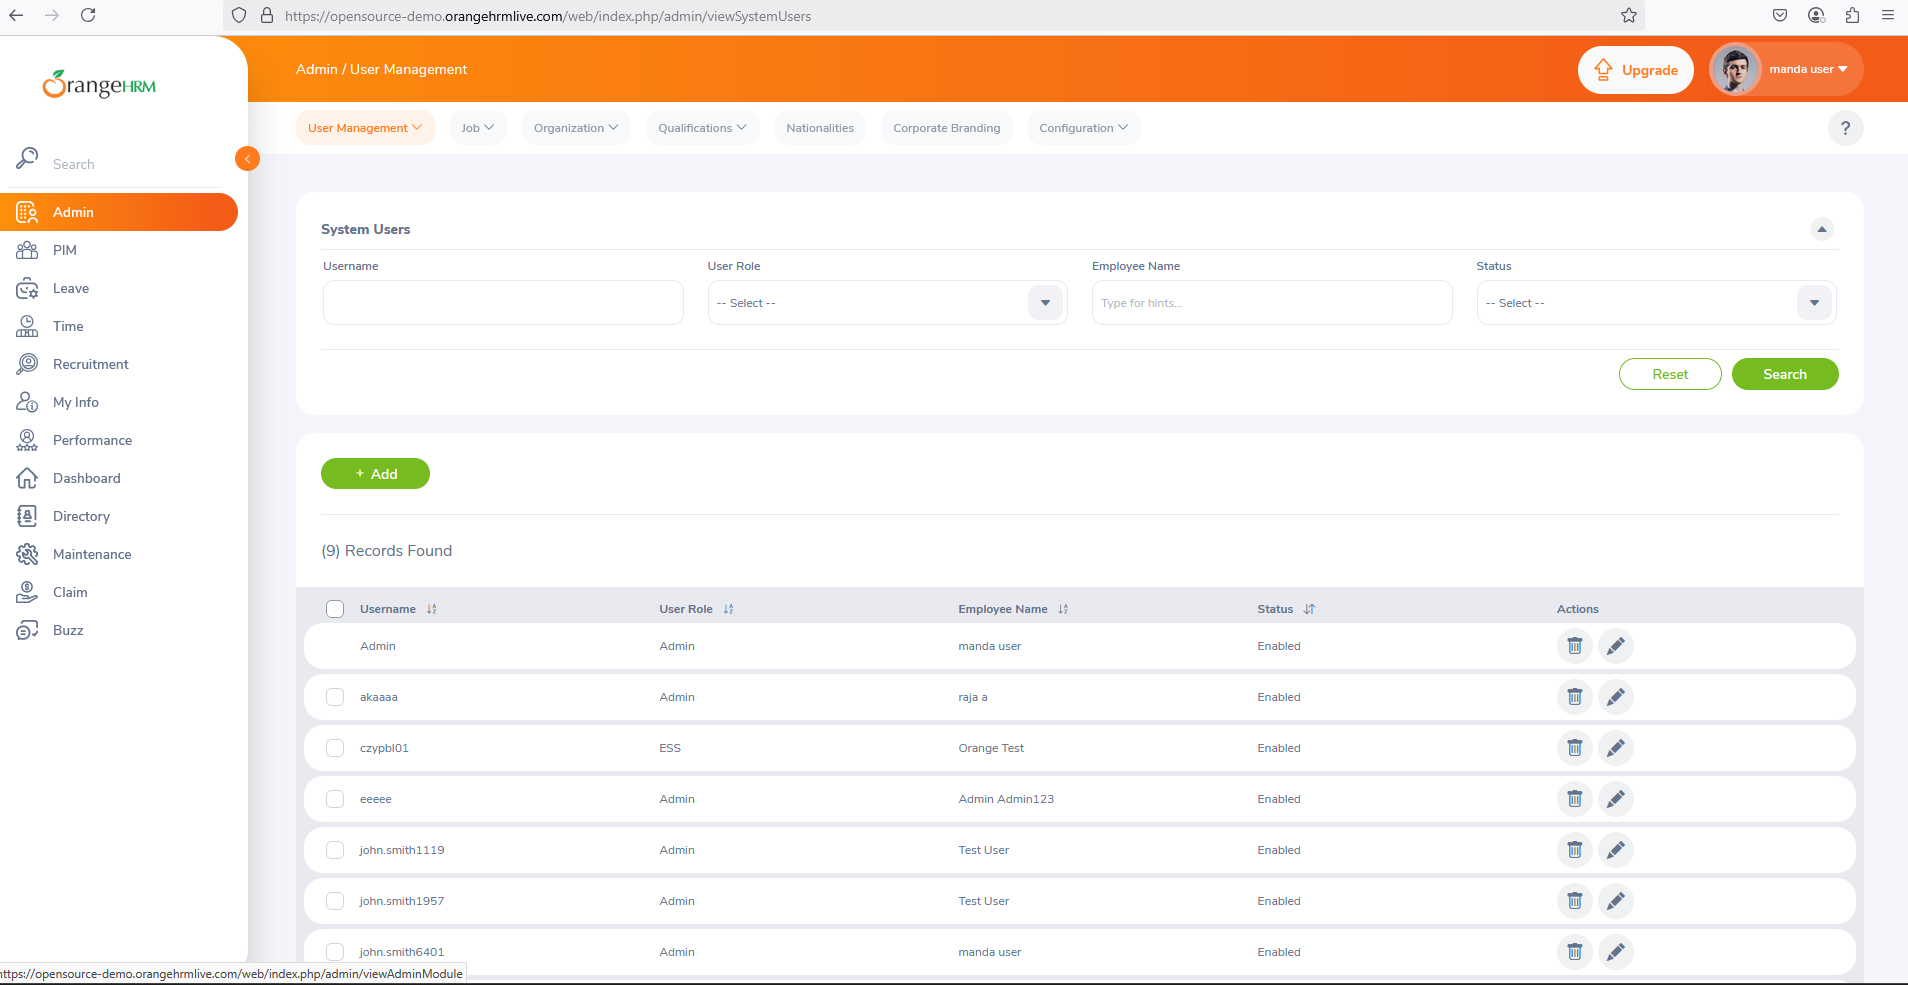 https://opensource-demo.orangehrmlive.com/web/index.php/admin/viewSystemUsers
OrangeHRM
Admin / User Management
Upgrade
manda user
User Management
Job
Organization
Qualifications
Nationalities
Corporate Branding
Configuration
?
Search
Admin
PIM
Leave
Time
Recruitment
My Info
Performance
Dashboard
Directory
Maintenance
Claim
Buzz
System Users
Username
User Role
Employee Name
Status
-- Select --
Type for hints...
-- Select --
Reset
Search
+ Add
(9) Records Found
Username User Role Employee Name Status Actions
Admin Admin manda user Enabled
akaaaa Admin raja a Enabled
czypbl01 ESS Orange Test Enabled
eeeee Admin Admin Admin123 Enabled
john.smith1119 Admin Test User Enabled
john.smith1957 Admin Test User Enabled
john.smith6401 Admin manda user Enabled
https://opensource-demo.orangehrmlive.com/web/index.php/admin/viewAdminModule